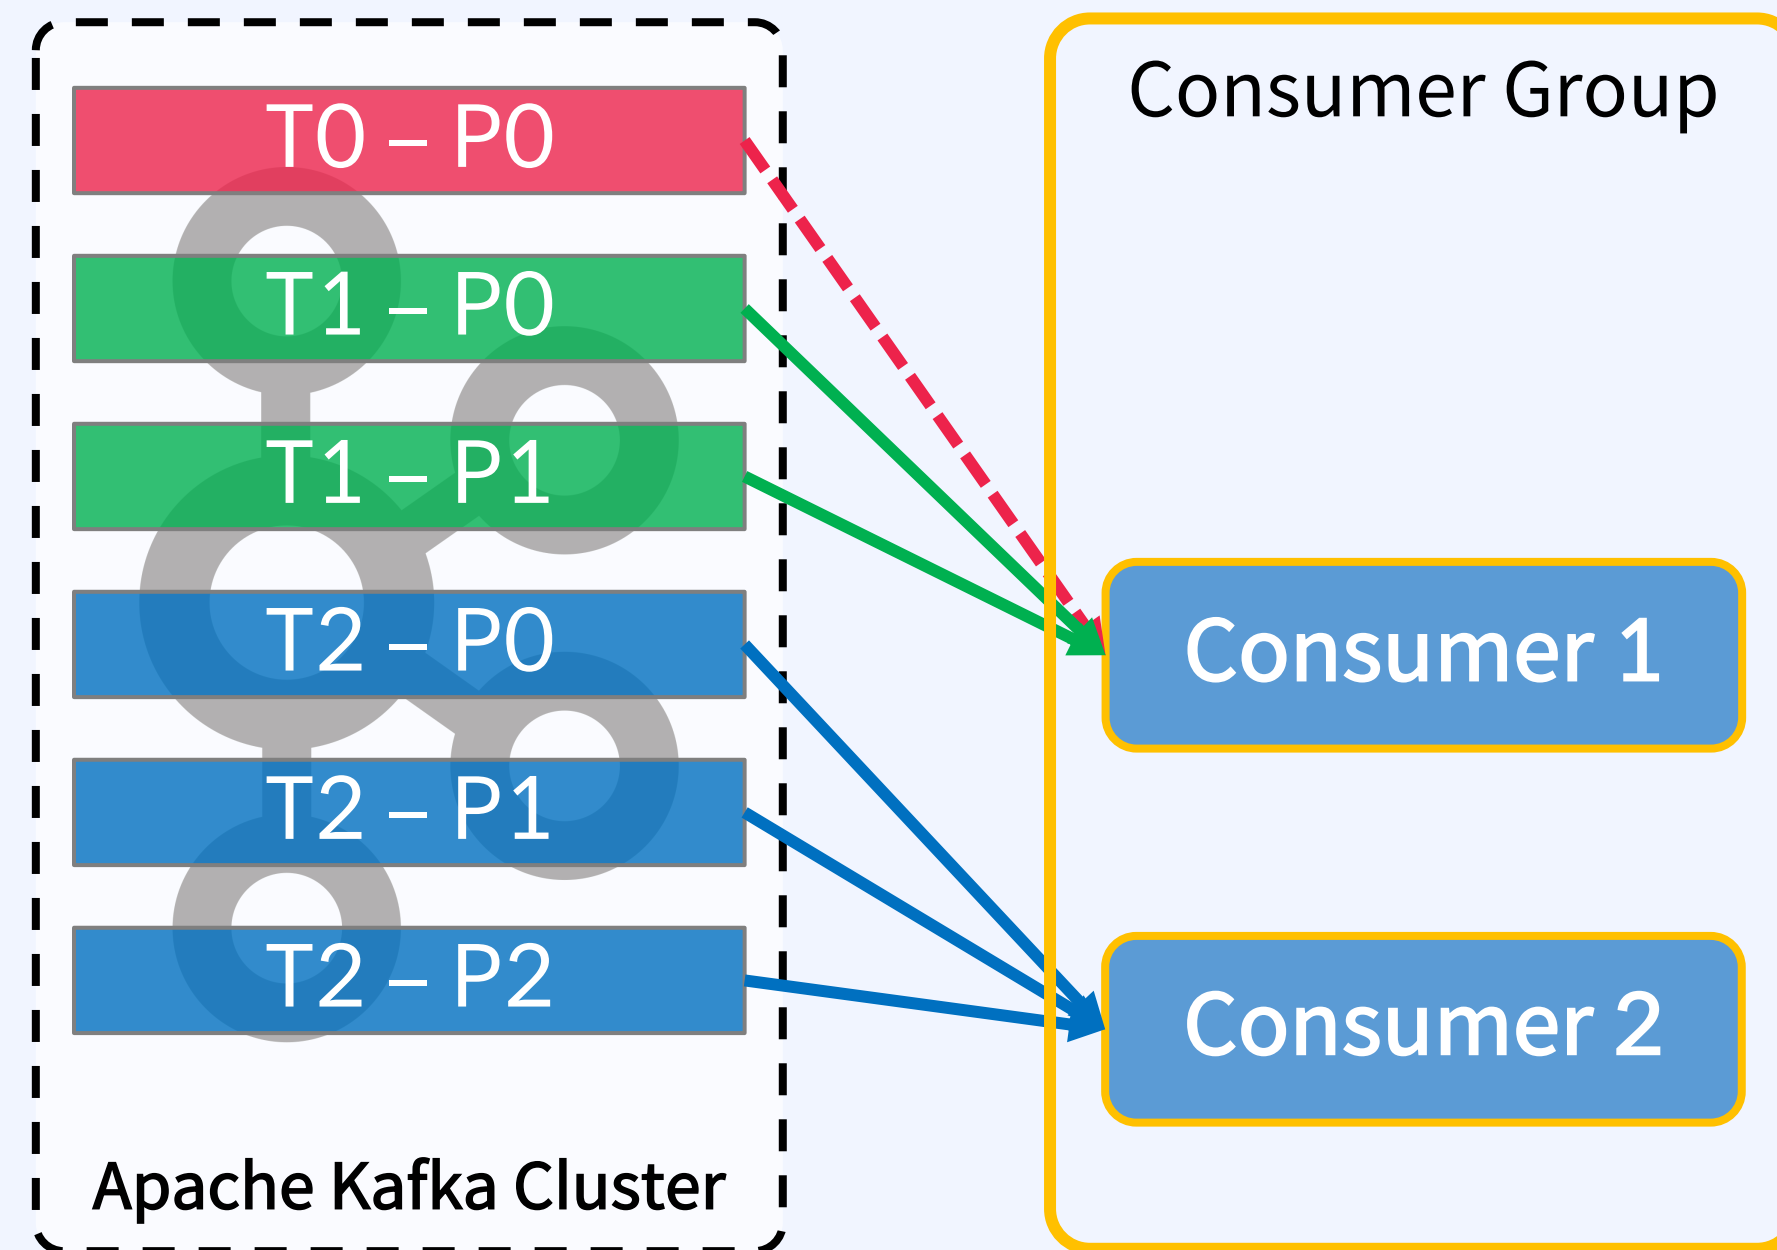 T0 – P0
T1 – P0
T1 – P1
T2 – P0
T2 – P1
T2 – P2
Apache Kafka Cluster
Consumer Group
Consumer 1
Consumer 2